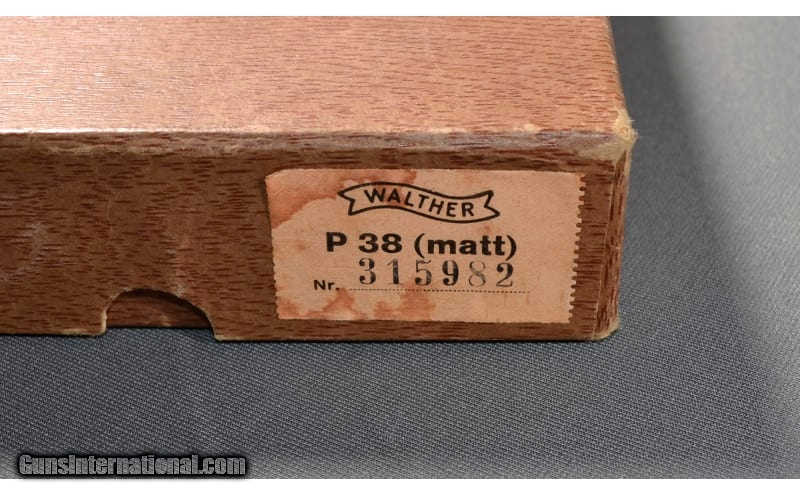 WALTHER
P 38 (matt)
Nr. 315982
GunsInternational.com